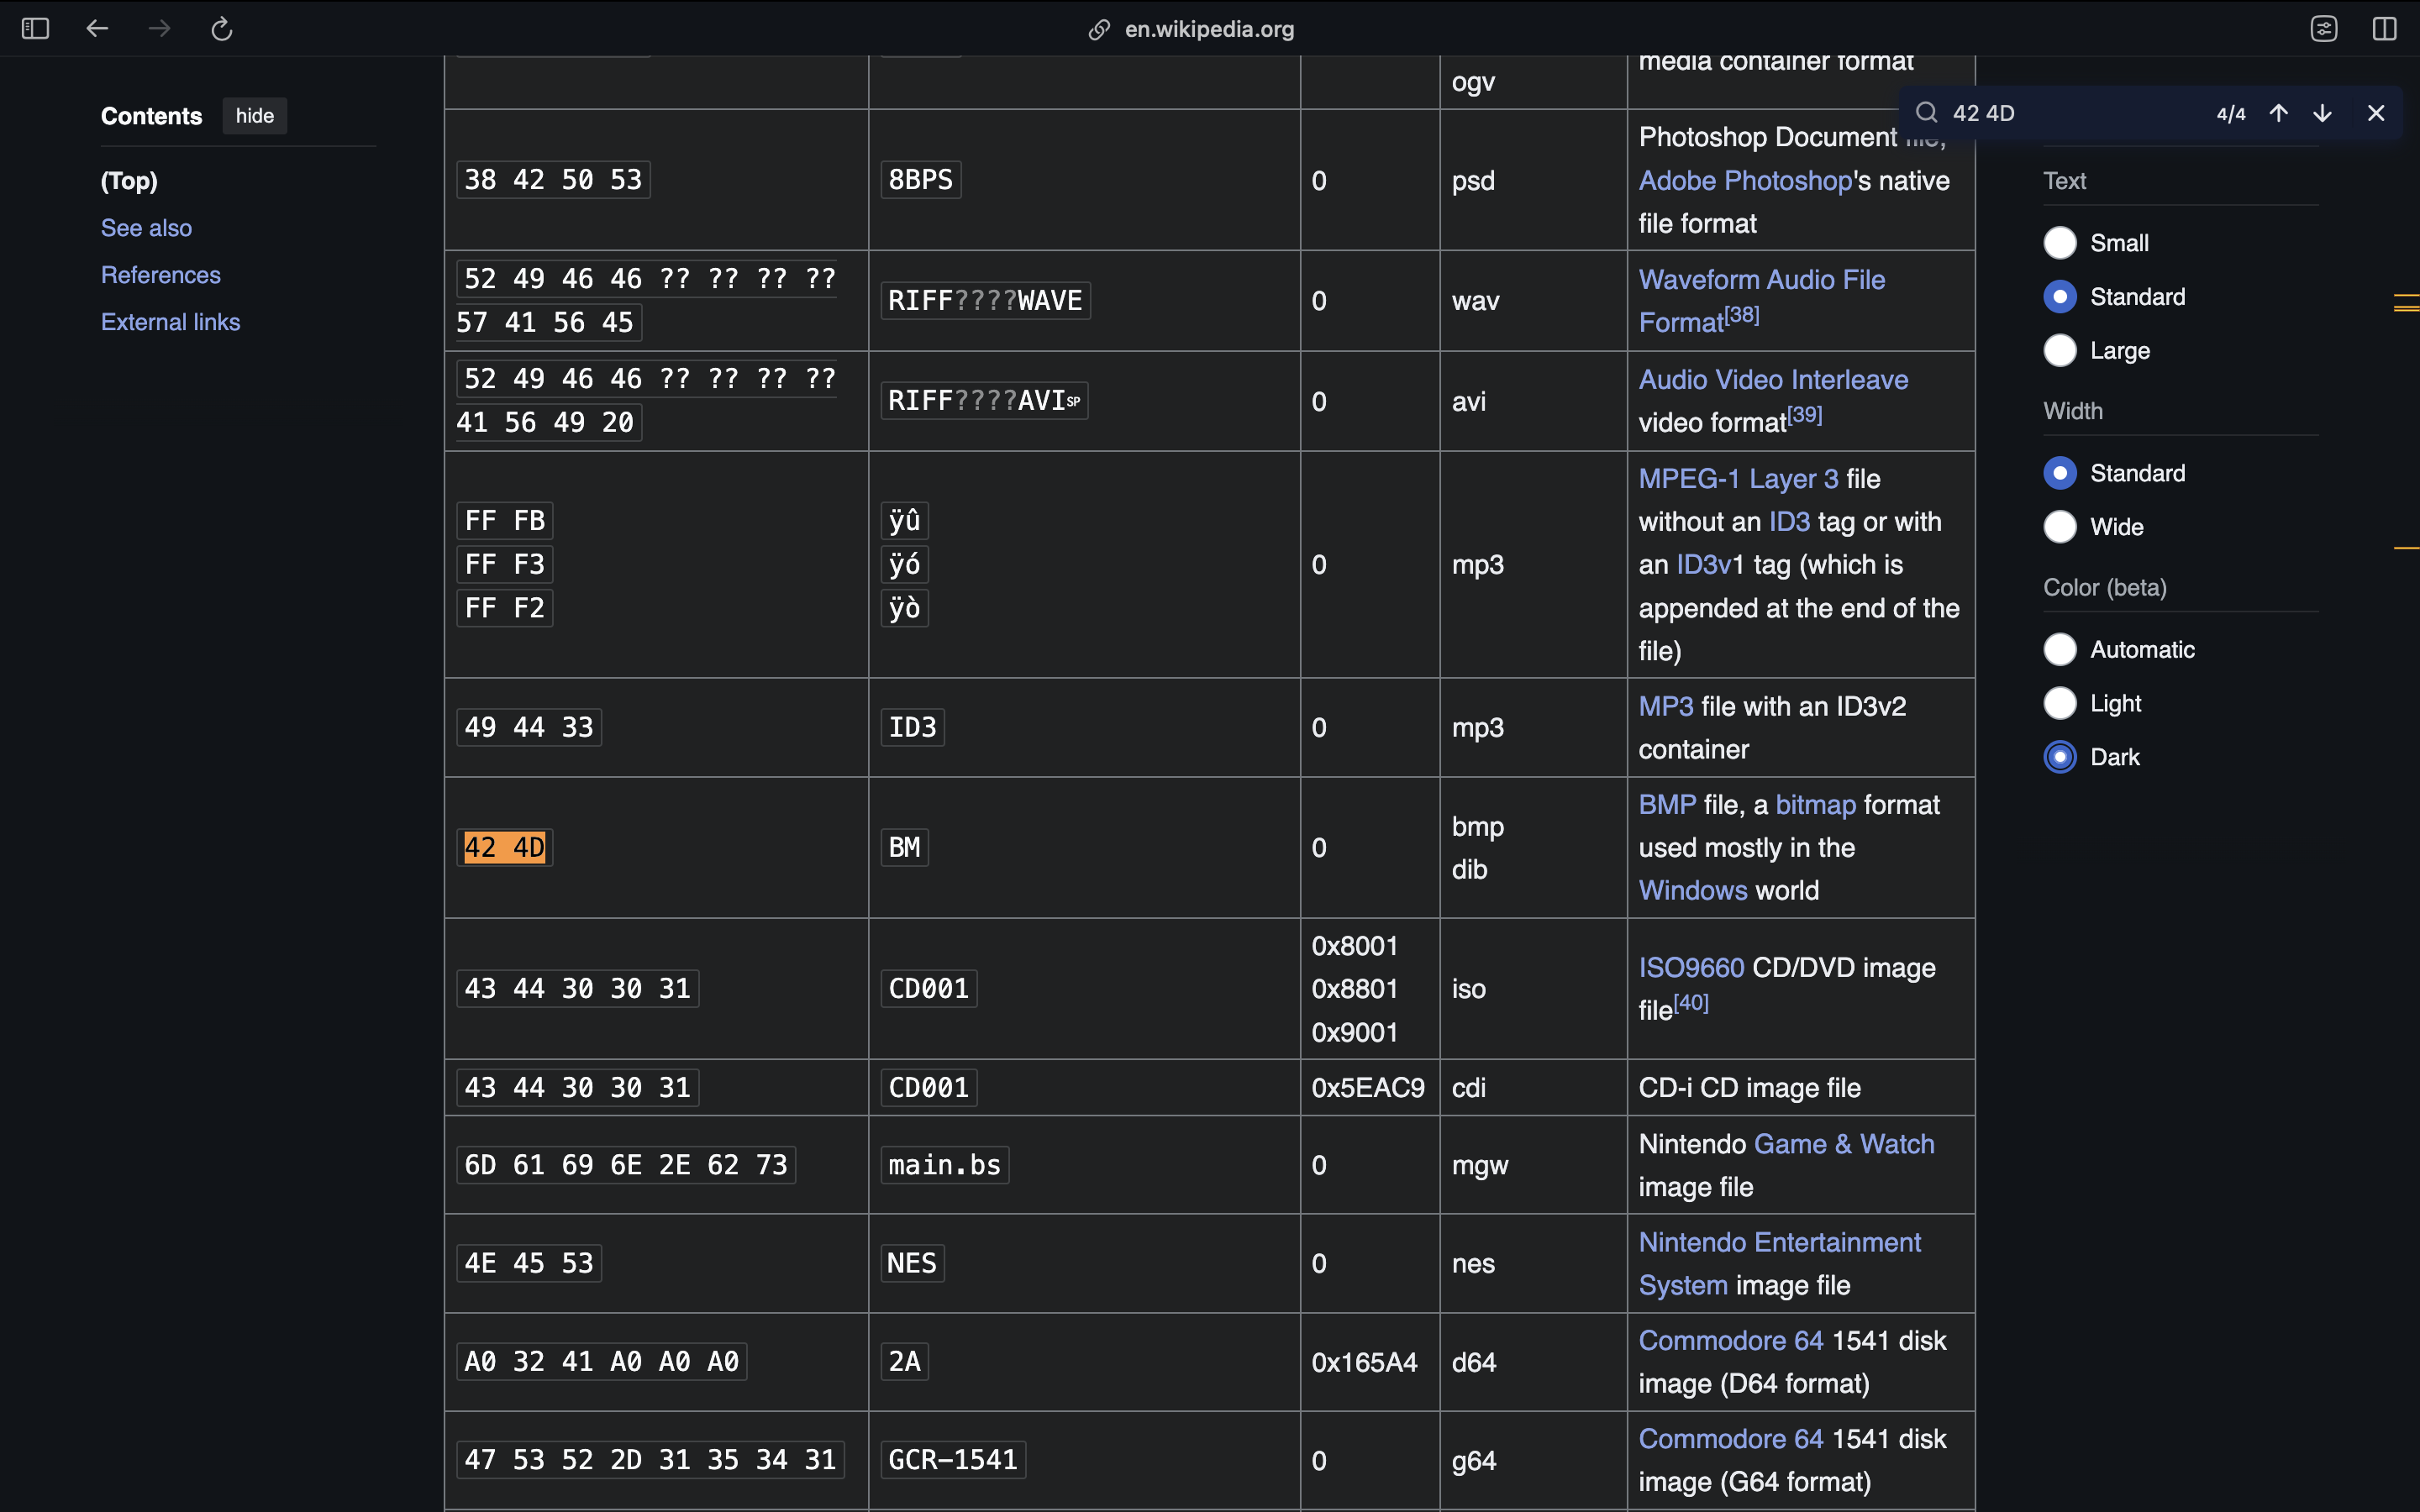 en.wikipedia.org
42 4D
4/4
Contents
hide
(Top)
See also
References
External links
ogv
media container format
38 42 50 53
8BPS
0
psd
Photoshop Document file,
Adobe Photoshop's native
file format
52 49 46 46 ?? ?? ?? ??
57 41 56 45
RIFF????WAVE
0
wav
Waveform Audio File
Format[38]
52 49 46 46 ?? ?? ?? ??
41 56 49 20
RIFF????AVI␠
0
avi
Audio Video Interleave
video format[39]
FF FB
FF F3
FF F2
ÿû
ÿó
ÿò
0
mp3
MPEG-1 Layer 3 file
without an ID3 tag or with
an ID3v1 tag (which is
appended at the end of the
file)
49 44 33
ID3
0
mp3
MP3 file with an ID3v2
container
42 4D
BM
0
bmp
dib
BMP file, a bitmap format
used mostly in the
Windows world
43 44 30 30 31
CD001
0x8001
0x8801
0x9001
iso
ISO9660 CD/DVD image
file[40]
43 44 30 30 31
CD001
0x5EAC9
cdi
CD-i CD image file
6D 61 69 6E 2E 62 73
main.bs
0
mgw
Nintendo Game & Watch
image file
4E 45 53
NES
0
nes
Nintendo Entertainment
System image file
A0 32 41 A0 A0 A0
2A
0x165A4
d64
Commodore 64 1541 disk
image (D64 format)
47 53 52 2D 31 35 34 31
GCR-1541
0
g64
Commodore 64 1541 disk
image (G64 format)
Text
Small
Standard
Large
Width
Standard
Wide
Color (beta)
Automatic
Light
Dark